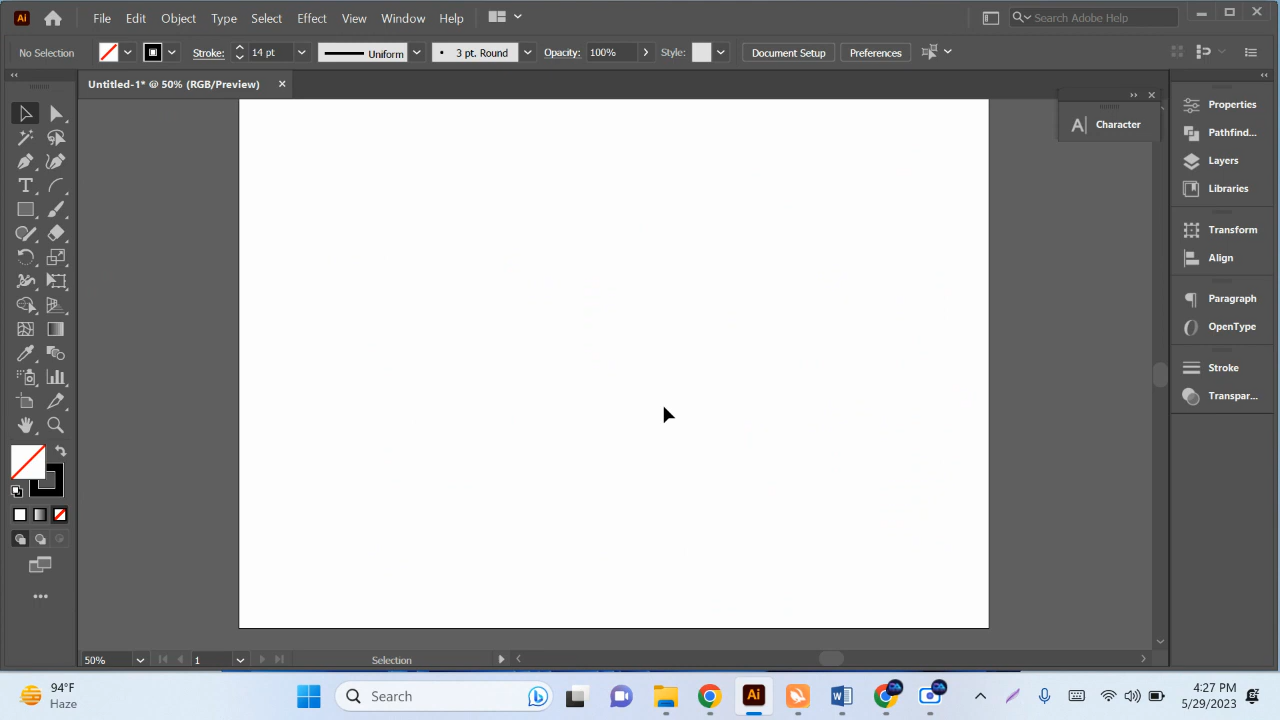 Ai File Edit Object Type Select Effect View Window Help Search Adobe Help
No Selection Stroke: 14 pt Uniform 3 pt. Round Opacity: 100% Style: Document Setup Preferences
Untitled-1* @ 50% (RGB/Preview)
Properties
A Character
Pathfind...
Layers
Libraries
T
Transform
Align
Paragraph
OpenType
Stroke
Transpar...
50% 1 Selection
94°F
Haze
Search
Ai
4:27 PM
5/29/2023